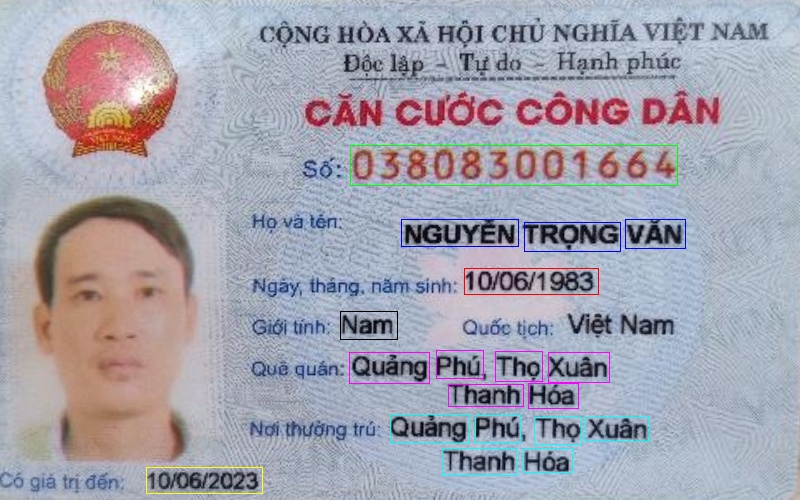 CỘNG HÒA XÃ HỘI CHỦ NGHĨA VIỆT NAM
Độc lập - Tự do - Hạnh phúc
CĂN CƯỚC CÔNG DÂN
Số: 038083001664
Họ và tên: NGUYỄN TRỌNG VĂN
Ngày, tháng, năm sinh: 10/06/1983
Giới tính: Nam Quốc tịch: Việt Nam
Quê quán: Quảng Phú, Thọ Xuân
Thanh Hóa
Nơi thường trú: Quảng Phú, Thọ Xuân
Thanh Hóa
Có giá trị đến: 10/06/2023